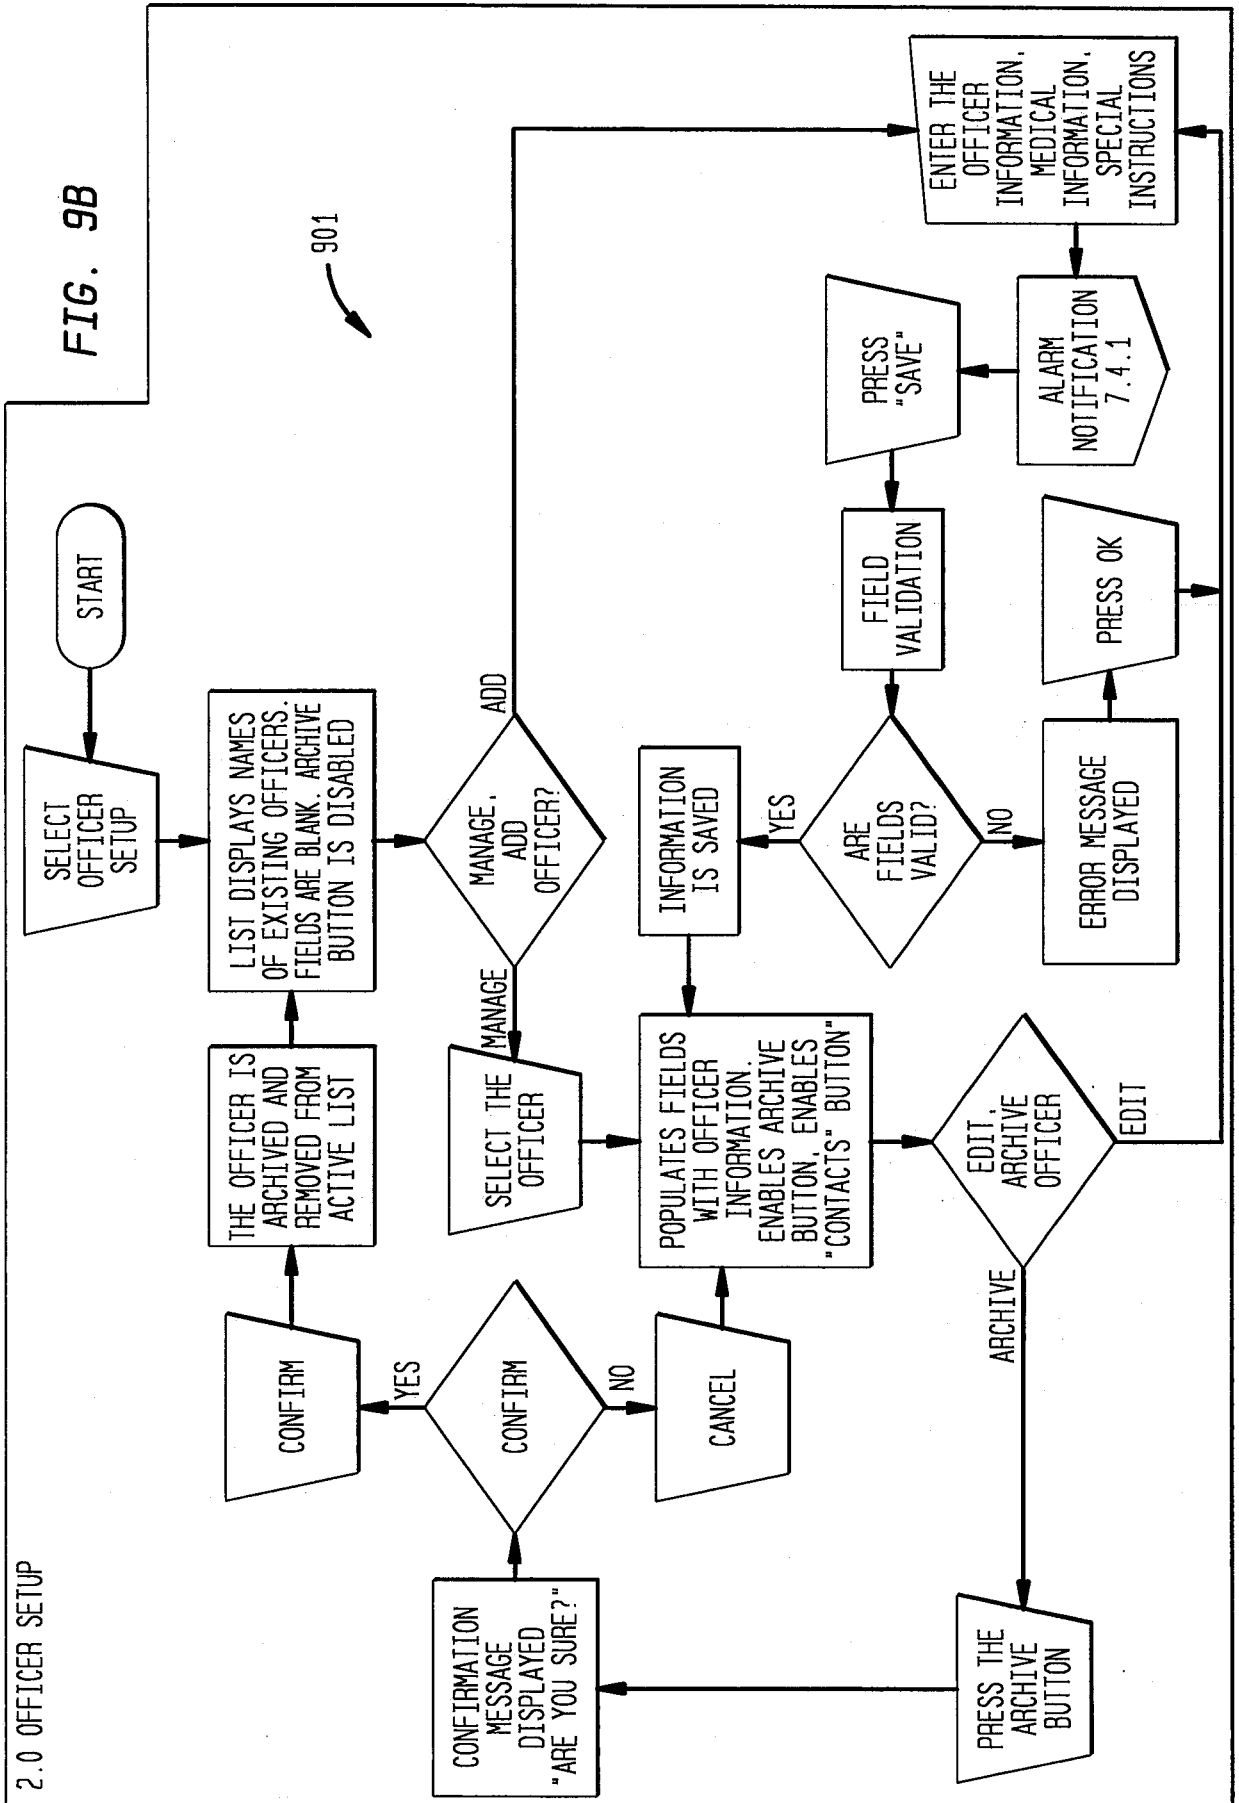 2.0 OFFICER SETUP
FIG. 9B
901
START
SELECT
OFFICER
SETUP
LIST DISPLAYS NAMES
OF EXISTING OFFICERS.
FIELDS ARE BLANK. ARCHIVE
BUTTON IS DISABLED
THE OFFICER IS
ARCHIVED AND
REMOVED FROM
ACTIVE LIST
CONFIRM
YES
CONFIRM
NO
CANCEL
CONFIRMATION
MESSAGE
DISPLAYED
"ARE YOU SURE?"
MANAGE,
ADD
OFFICER?
ADD
MANAGE
SELECT THE
OFFICER
POPULATES FIELDS
WITH OFFICER
INFORMATION.
ENABLES ARCHIVE
BUTTON, ENABLES
"CONTACTS" BUTTON"
INFORMATION
IS SAVED
YES
ARE
FIELDS
VALID?
NO
FIELD
VALIDATION
PRESS
"SAVE"
ENTER THE
OFFICER
INFORMATION,
MEDICAL
INFORMATION,
SPECIAL
INSTRUCTIONS
ALARM
NOTIFICATION
7.4.1
ERROR MESSAGE
DISPLAYED
PRESS OK
EDIT,
ARCHIVE
OFFICER
EDIT
ARCHIVE
PRESS THE
ARCHIVE
BUTTON